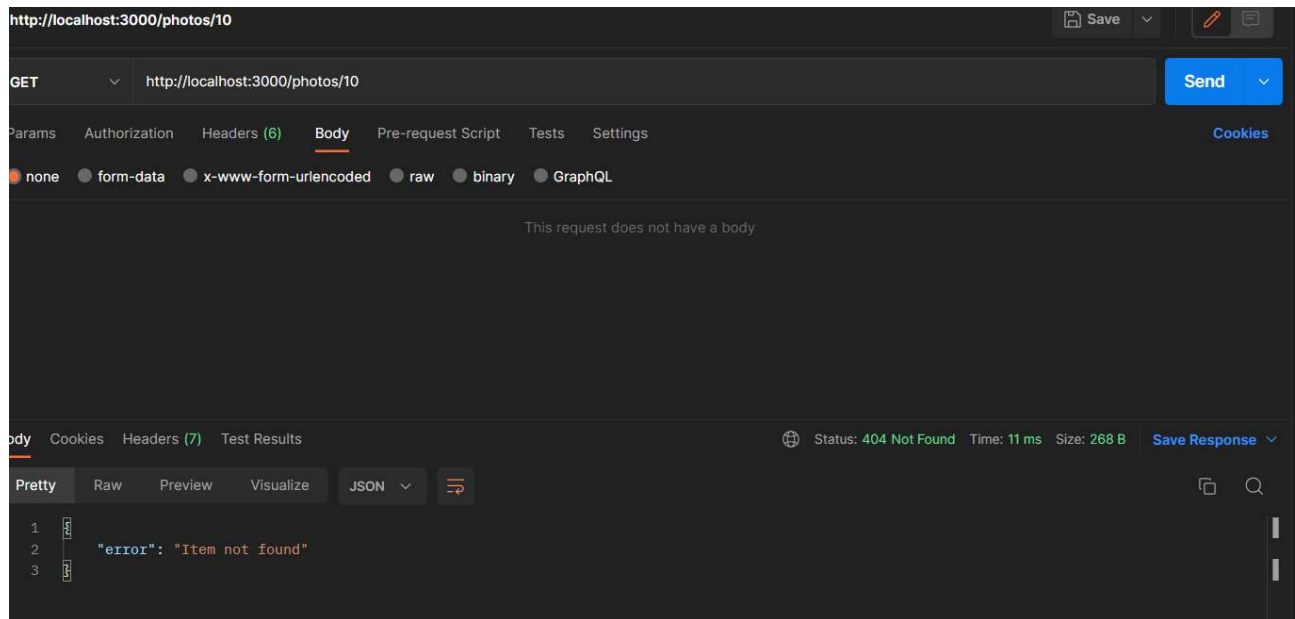 http://localhost:3000/photos/10 Save
GET http://localhost:3000/photos/10 Send
Params Authorization Headers (6) Body Pre-request Script Tests Settings Cookies
none form-data x-www-form-urlencoded raw binary GraphQL
This request does not have a body
ody Cookies Headers (7) Test Results Status: 404 Not Found Time: 11 ms Size: 268 B Save Response
Pretty Raw Preview Visualize JSON
1 {
2 "error": "Item not found"
3 }